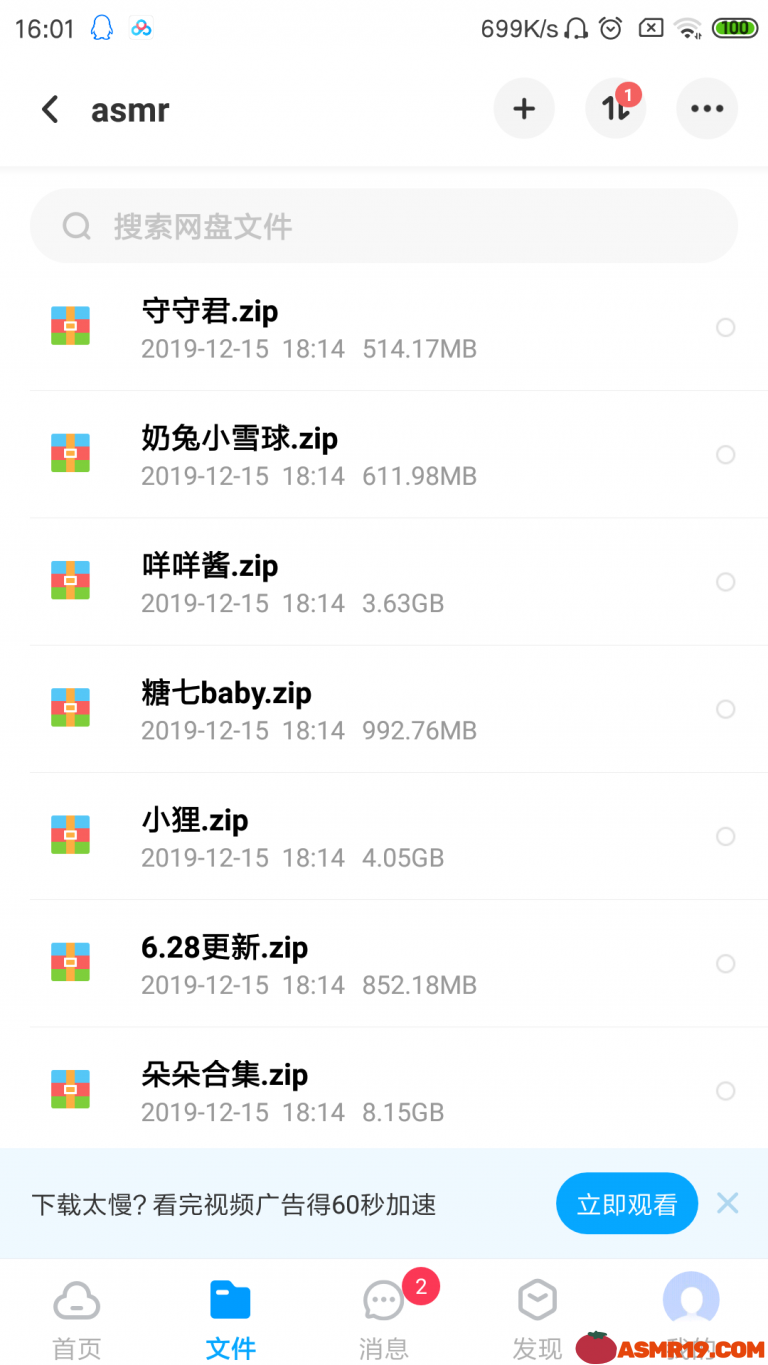 16:01
699K/s
100
asmr
1
搜索网盘文件
守守君.zip
2019-12-15 18:14 514.17MB
奶兔小雪球.zip
2019-12-15 18:14 611.98MB
咩咩酱.zip
2019-12-15 18:14 3.63GB
糖七baby.zip
2019-12-15 18:14 992.76MB
小狸.zip
2019-12-15 18:14 4.05GB
6.28更新.zip
2019-12-15 18:14 852.18MB
朵朵合集.zip
2019-12-15 18:14 8.15GB
下载太慢?看完视频广告得60秒加速
立即观看
2
首页 文件 消息 发现
ASMR19.COM